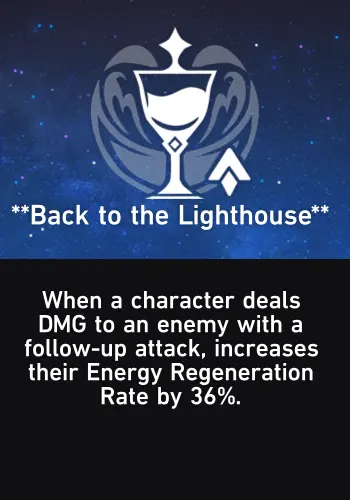 **Back to the Lighthouse**
When a character deals
DMG to an enemy with a
follow-up attack, increases
their Energy Regeneration
Rate by 36%.